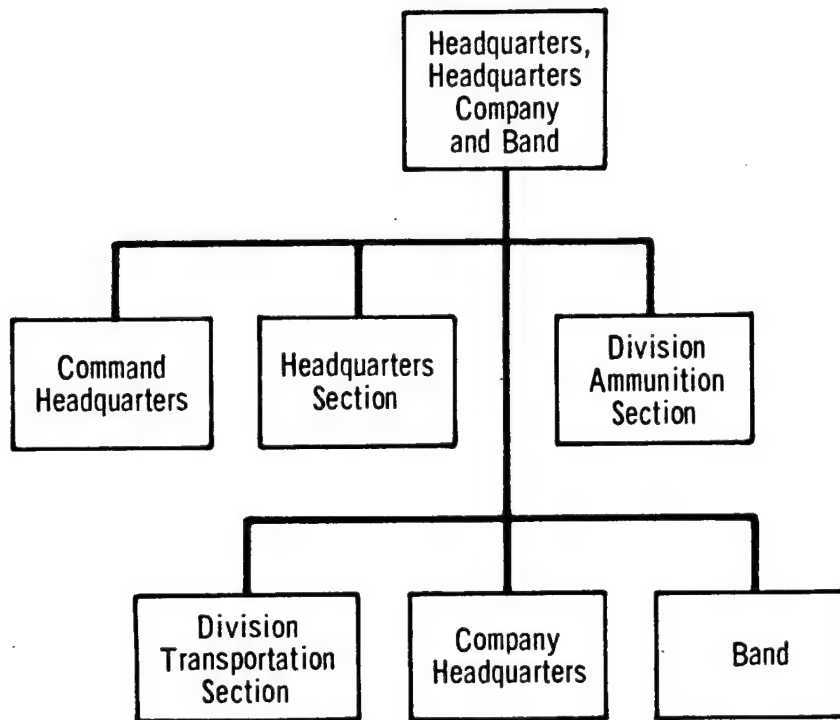 Headquarters,
Headquarters
Company
and Band
Command
Headquarters
Headquarters
Section
Division
Ammunition
Section
Division
Transportation
Section
Company
Headquarters
Band